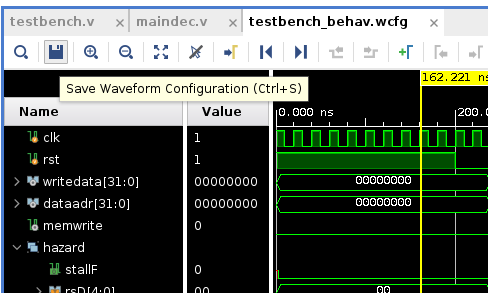 testbench.v × maindec.v × testbench_behav.wcfg ×
Save Waveform Configuration (Ctrl+S)
162.221 ns
Name Value 0.000 ns 200.0
clk 1
rst 1
writedata[31:0] 00000000 00000000
dataadr[31:0] 00000000 00000000
memwrite 0
hazard
stallF 0
rsD[4:0] 00 00